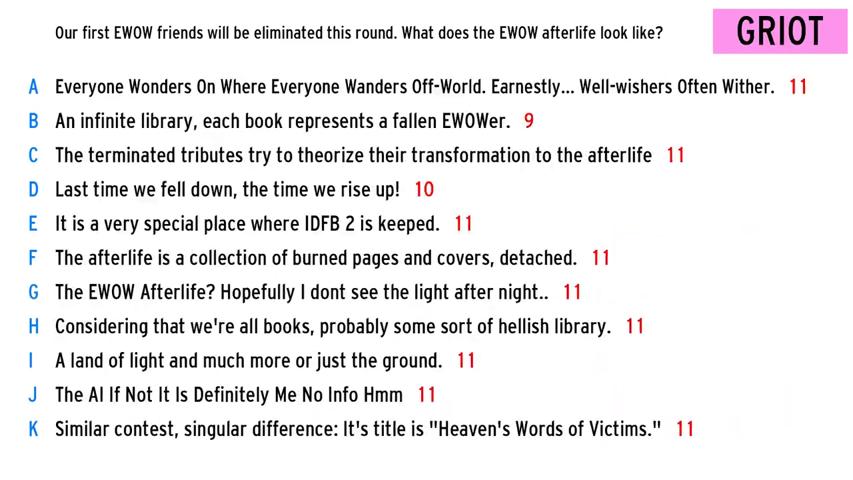 Our first EWOW friends will be eliminated this round. What does the EWOW afterlife look like?
GRIOT
A Everyone Wonders On Where Everyone Wanders Off-World. Earnestly... Well-wishers Often Wither. 11
B An infinite library, each book represents a fallen EWOWer. 9
C The terminated tributes try to theorize their transformation to the afterlife 11
D Last time we fell down, the time we rise up! 10
E It is a very special place where IDFB 2 is keeped. 11
F The afterlife is a collection of burned pages and covers, detached. 11
G The EWOW Afterlife? Hopefully I dont see the light after night.. 11
H Considering that we're all books, probably some sort of hellish library. 11
I A land of light and much more or just the ground. 11
J The AI If Not It Is Definitely Me No Info Hmm 11
K Similar contest, singular difference: It's title is "Heaven's Words of Victims." 11